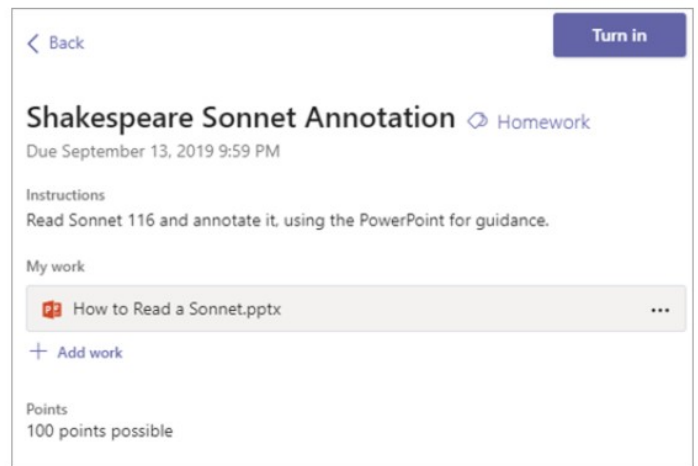 Back
Turn in
Shakespeare Sonnet Annotation Homework
Due September 13, 2019 9:59 PM
Instructions
Read Sonnet 116 and annotate it, using the PowerPoint for guidance.
My work
How to Read a Sonnet.pptx
Add work
Points
100 points possible